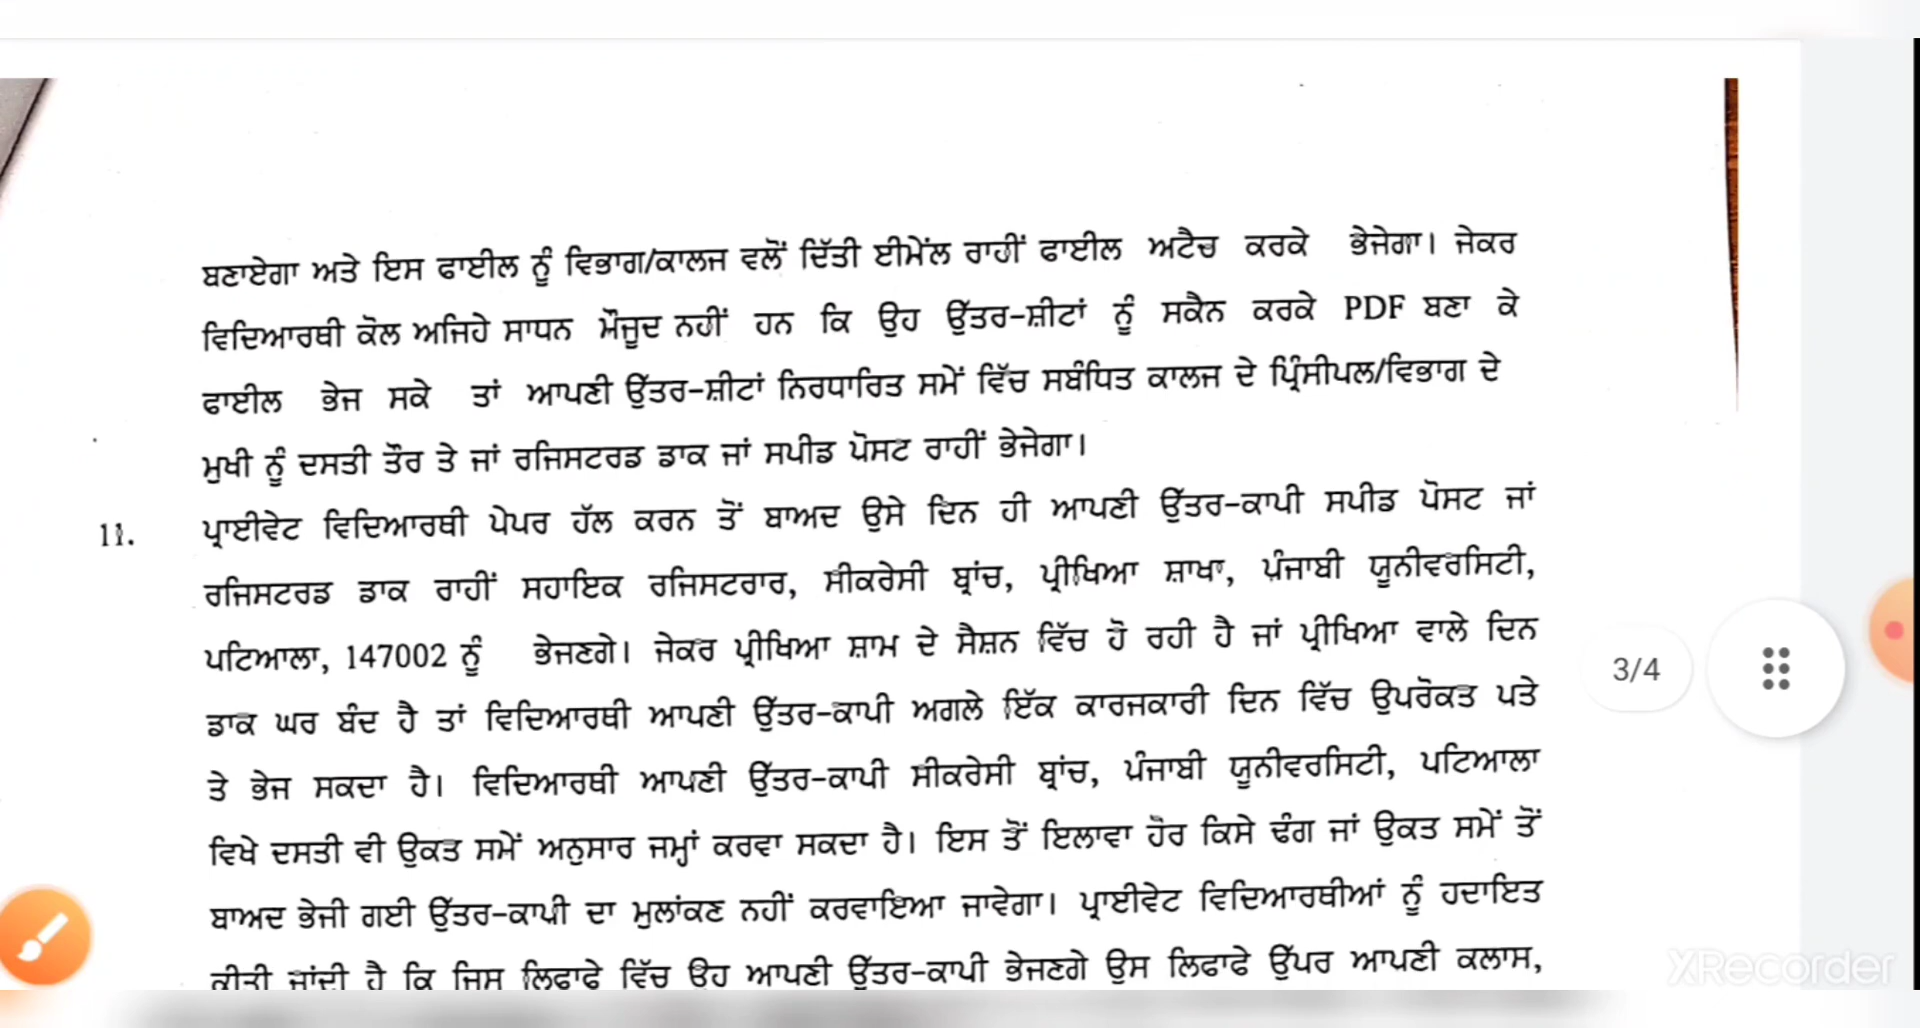 ਬਣਾਏਗਾ ਅਤੇ ਇਸ ਫਾਈਲ ਨੂੰ ਵਿਭਾਗ/ਕਾਲਜ ਵਲੋਂ ਦਿੱਤੀ ਈਮੇਂਲ ਰਾਹੀਂ ਫਾਈਲ ਅਟੈਚ ਕਰਕੇ ਭੇਜੇਗਾ। ਜੇਕਰ
ਵਿਦਿਆਰਥੀ ਕੋਲ ਅਜਿਹੇ ਸਾਧਨ ਮੌਜੂਦ ਨਹੀਂ ਹਨ ਕਿ ਉਹ ਉੱਤਰ-ਸ਼ੀਟਾਂ ਨੂੰ ਸਕੈਨ ਕਰਕੇ PDF ਬਣਾ ਕੇ
ਫਾਈਲ ਭੇਜ ਸਕੇ ਤਾਂ ਆਪਣੀ ਉੱਤਰ-ਸ਼ੀਟਾਂ ਨਿਰਧਾਰਿਤ ਸਮੇਂ ਵਿੱਚ ਸਬੰਧਿਤ ਕਾਲਜ ਦੇ ਪ੍ਰਿੰਸੀਪਲ/ਵਿਭਾਗ ਦੇ
ਮੁਖੀ ਨੂੰ ਦਸਤੀ ਤੌਰ ਤੇ ਜਾਂ ਰਜਿਸਟਰਡ ਡਾਕ ਜਾਂ ਸਪੀਡ ਪੋਸਟ ਰਾਹੀਂ ਭੇਜੇਗਾ।
11. ਪ੍ਰਾਈਵੇਟ ਵਿਦਿਆਰਥੀ ਪੇਪਰ ਹੱਲ ਕਰਨ ਤੋਂ ਬਾਅਦ ਉਸੇ ਦਿਨ ਹੀ ਆਪਣੀ ਉੱਤਰ-ਕਾਪੀ ਸਪੀਡ ਪੋਸਟ ਜਾਂ
ਰਜਿਸਟਰਡ ਡਾਕ ਰਾਹੀਂ ਸਹਾਇਕ ਰਜਿਸਟਰਾਰ, ਸੀਕਰੇਸੀ ਬ੍ਰਾਂਚ, ਪ੍ਰੀਖਿਆ ਸ਼ਾਖਾ, ਪੰਜਾਬੀ ਯੂਨੀਵਰਸਿਟੀ,
ਪਟਿਆਲਾ, 147002 ਨੂੰ ਭੇਜਣਗੇ। ਜੇਕਰ ਪ੍ਰੀਖਿਆ ਸ਼ਾਮ ਦੇ ਸੈਸ਼ਨ ਵਿੱਚ ਹੋ ਰਹੀ ਹੈ ਜਾਂ ਪ੍ਰੀਖਿਆ ਵਾਲੇ ਦਿਨ
ਡਾਕ ਘਰ ਬੰਦ ਹੈ ਤਾਂ ਵਿਦਿਆਰਥੀ ਆਪਣੀ ਉੱਤਰ-ਕਾਪੀ ਅਗਲੇ ਇੱਕ ਕਾਰਜਕਾਰੀ ਦਿਨ ਵਿੱਚ ਉਪਰੋਕਤ ਪਤੇ
ਤੇ ਭੇਜ ਸਕਦਾ ਹੈ। ਵਿਦਿਆਰਥੀ ਆਪਣੀ ਉੱਤਰ-ਕਾਪੀ ਸੀਕਰੇਸੀ ਬ੍ਰਾਂਚ, ਪੰਜਾਬੀ ਯੂਨੀਵਰਸਿਟੀ, ਪਟਿਆਲਾ
ਵਿਖੇ ਦਸਤੀ ਵੀ ਉਕਤ ਸਮੇਂ ਅਨੁਸਾਰ ਜਮ੍ਹਾਂ ਕਰਵਾ ਸਕਦਾ ਹੈ। ਇਸ ਤੋਂ ਇਲਾਵਾ ਹੋਰ ਕਿਸੇ ਢੰਗ ਜਾਂ ਉਕਤ ਸਮੇਂ ਤੋਂ
ਬਾਅਦ ਭੇਜੀ ਗਈ ਉੱਤਰ-ਕਾਪੀ ਦਾ ਮੁਲਾਂਕਣ ਨਹੀਂ ਕਰਵਾਇਆ ਜਾਵੇਗਾ। ਪ੍ਰਾਈਵੇਟ ਵਿਦਿਆਰਥੀਆਂ ਨੂੰ ਹਦਾਇਤ
ਕੀਤੀ ਜਾਂਦੀ ਹੈ ਕਿ ਜਿਸ ਲਿਫਾਫੇ ਵਿੱਚ ਉਹ ਆਪਣੀ ਉੱਤਰ-ਕਾਪੀ ਭੇਜਣਗੇ ਉਸ ਲਿਫਾਫੇ ਉੱਪਰ ਆਪਣੀ ਕਲਾਸ,
3/4
XRecorder